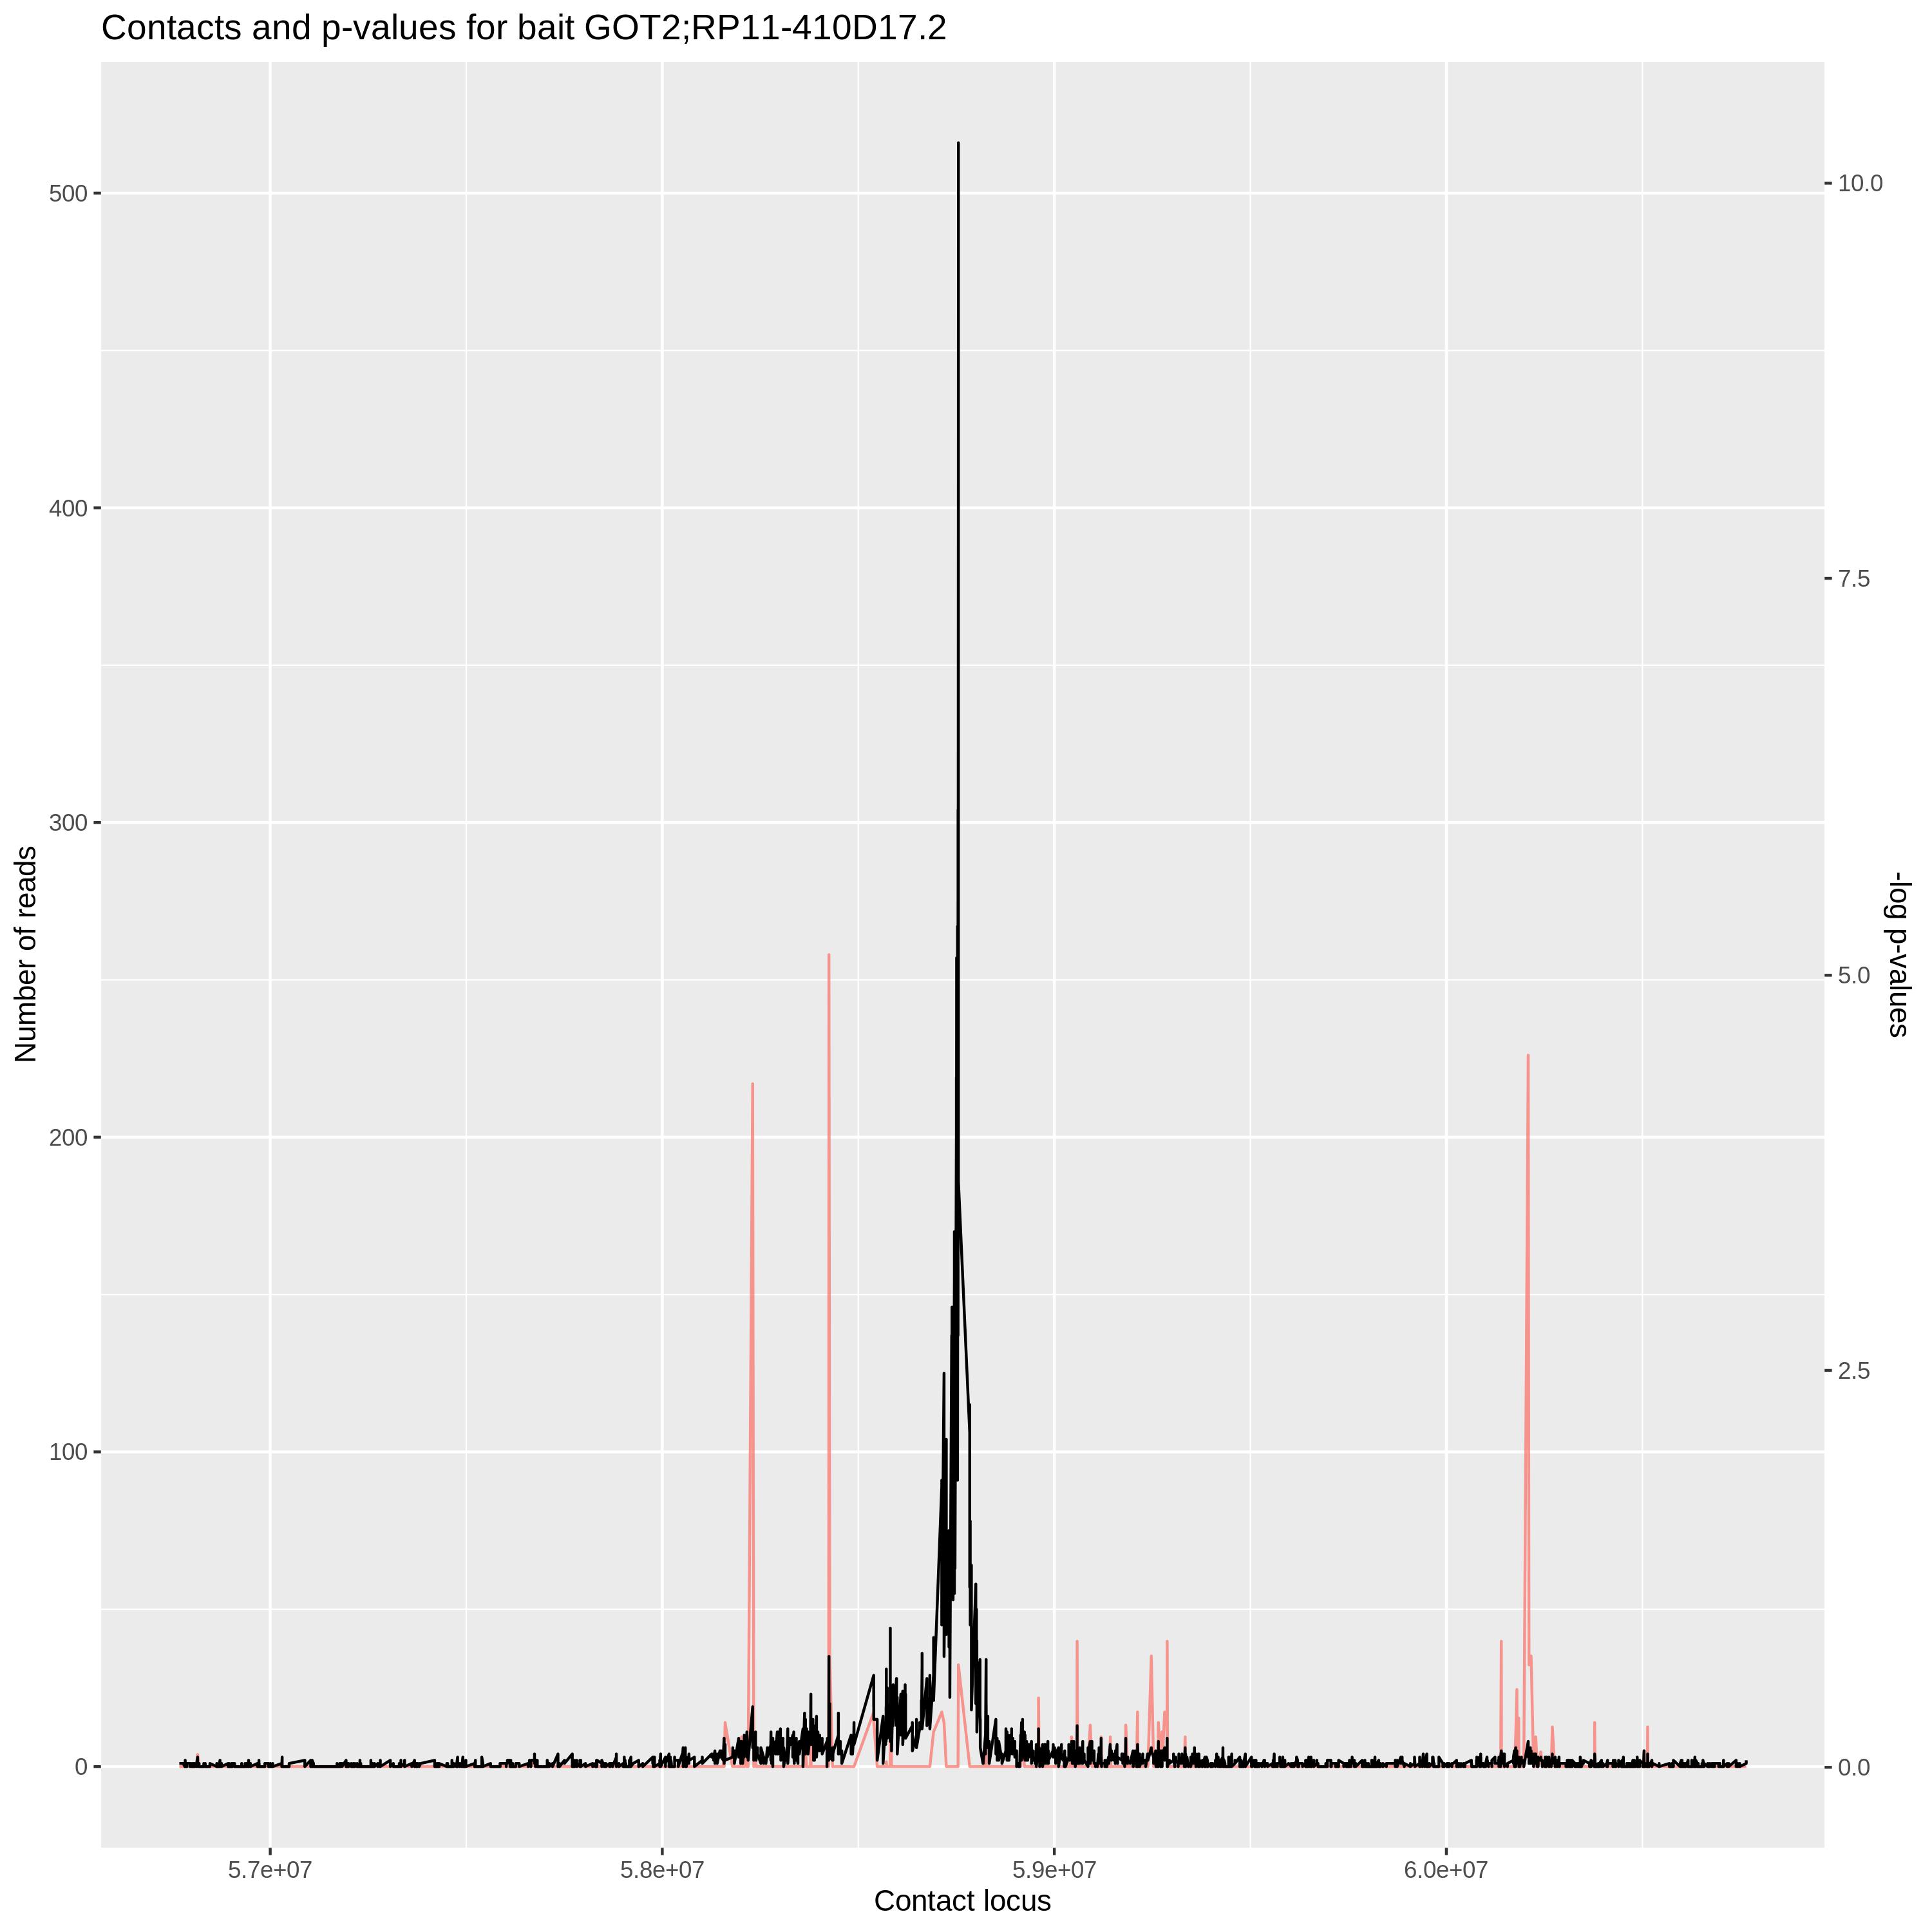 Contacts and p-values for bait GOT2;RP11-410D17.2
Number of reads
500
400
300
200
100
0
10.0
7.5
5.0
2.5
0.0
-log p-values
5.7e+07
5.8e+07
5.9e+07
6.0e+07
Contact locus